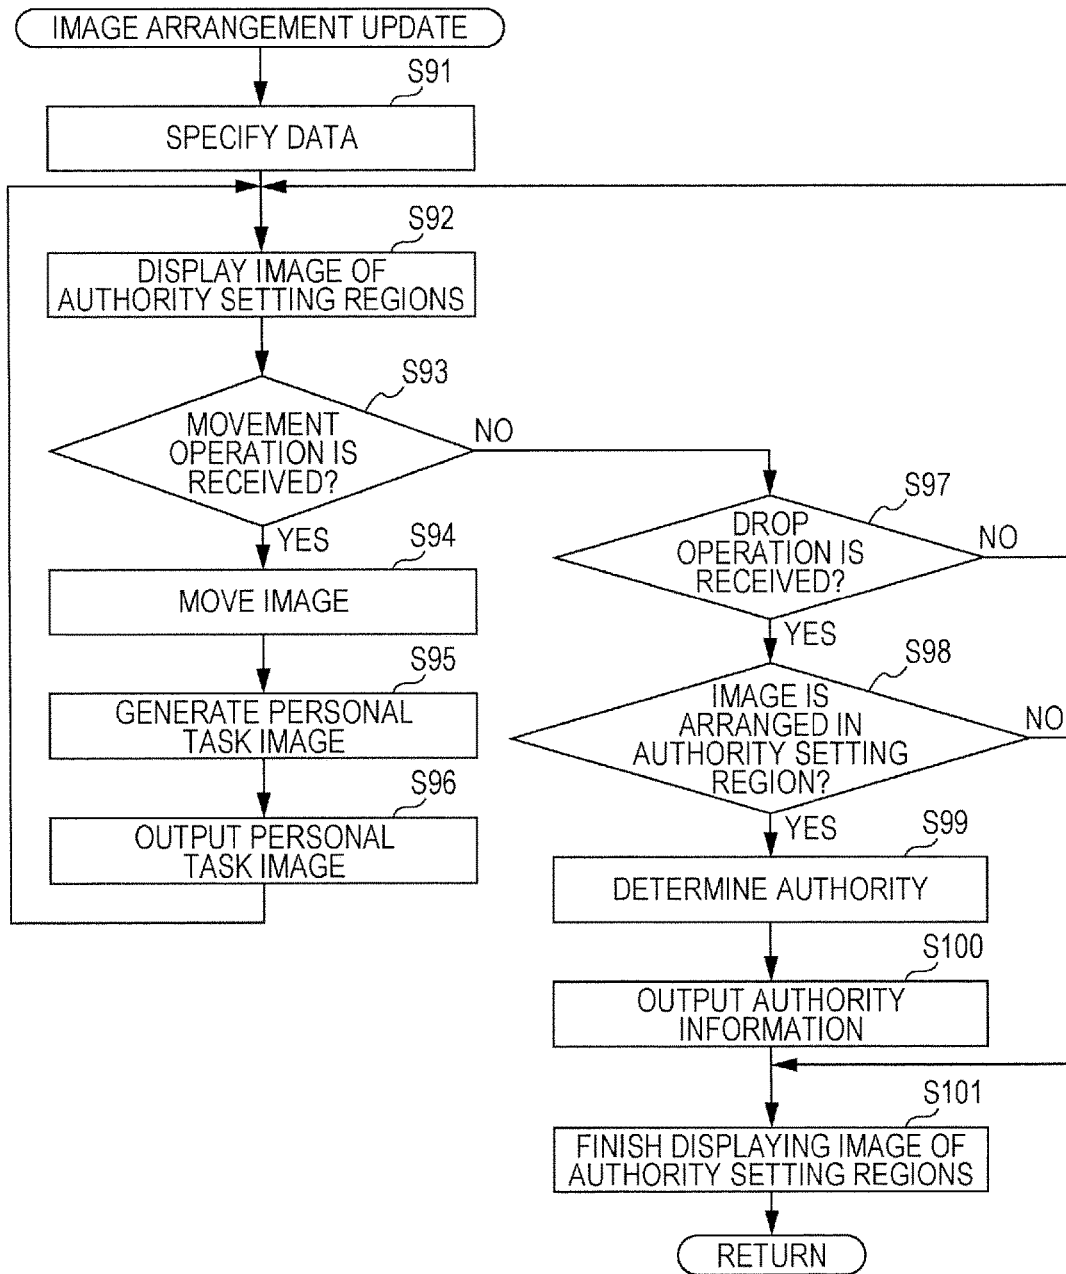 IMAGE ARRANGEMENT UPDATE
S91
SPECIFY DATA
S92
DISPLAY IMAGE OF
AUTHORITY SETTING REGIONS
S93
MOVEMENT
OPERATION IS
RECEIVED?
NO
YES
S94
MOVE IMAGE
S95
GENERATE PERSONAL
TASK IMAGE
S96
OUTPUT PERSONAL
TASK IMAGE
S97
DROP
OPERATION IS
RECEIVED?
NO
YES
S98
IMAGE IS
ARRANGED IN
AUTHORITY SETTING
REGION?
NO
YES
S99
DETERMINE AUTHORITY
S100
OUTPUT AUTHORITY
INFORMATION
S101
FINISH DISPLAYING IMAGE OF
AUTHORITY SETTING REGIONS
RETURN